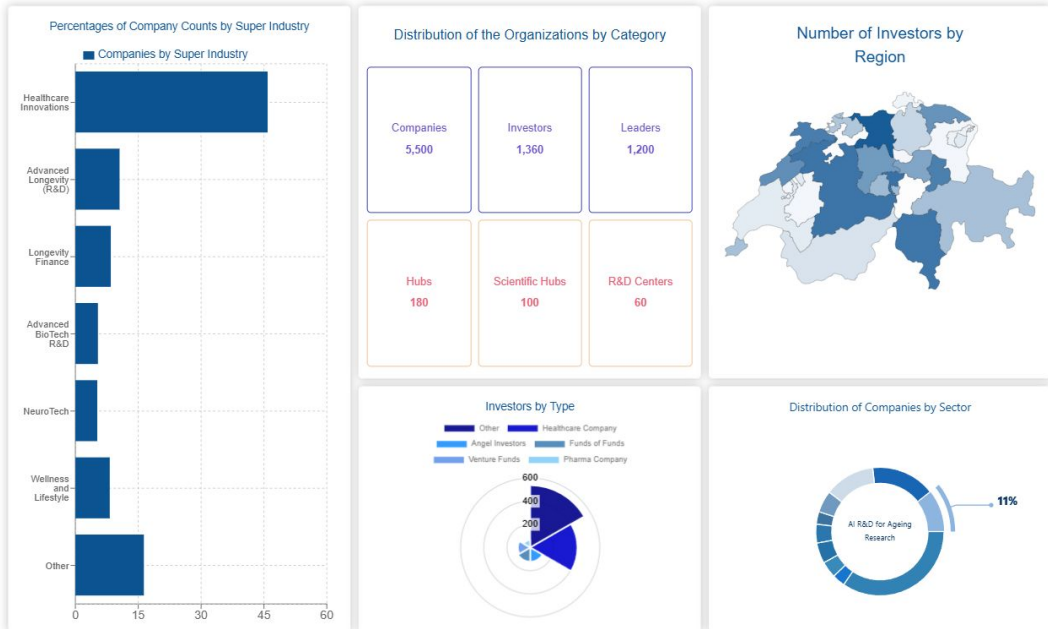 Percentages of Company Counts by Super Industry
Companies by Super Industry
Healthcare
Innovations
Advanced
Longevity
(R&D)
Longevity
Finance
Advanced
BioTech
R&D
NeuroTech
Wellness
and
Lifestyle
Other
0 15 30 45 60
Distribution of the Organizations by Category
Companies
5,500
Investors
1,360
Leaders
1,200
Hubs
180
Scientific Hubs
100
R&D Centers
60
Number of Investors by
Region
Investors by Type
Other Healthcare Company
Angel Investors Funds of Funds
Venture Funds Pharma Company
600
400
200
Distribution of Companies by Sector
11%
AI R&D for Ageing
Research